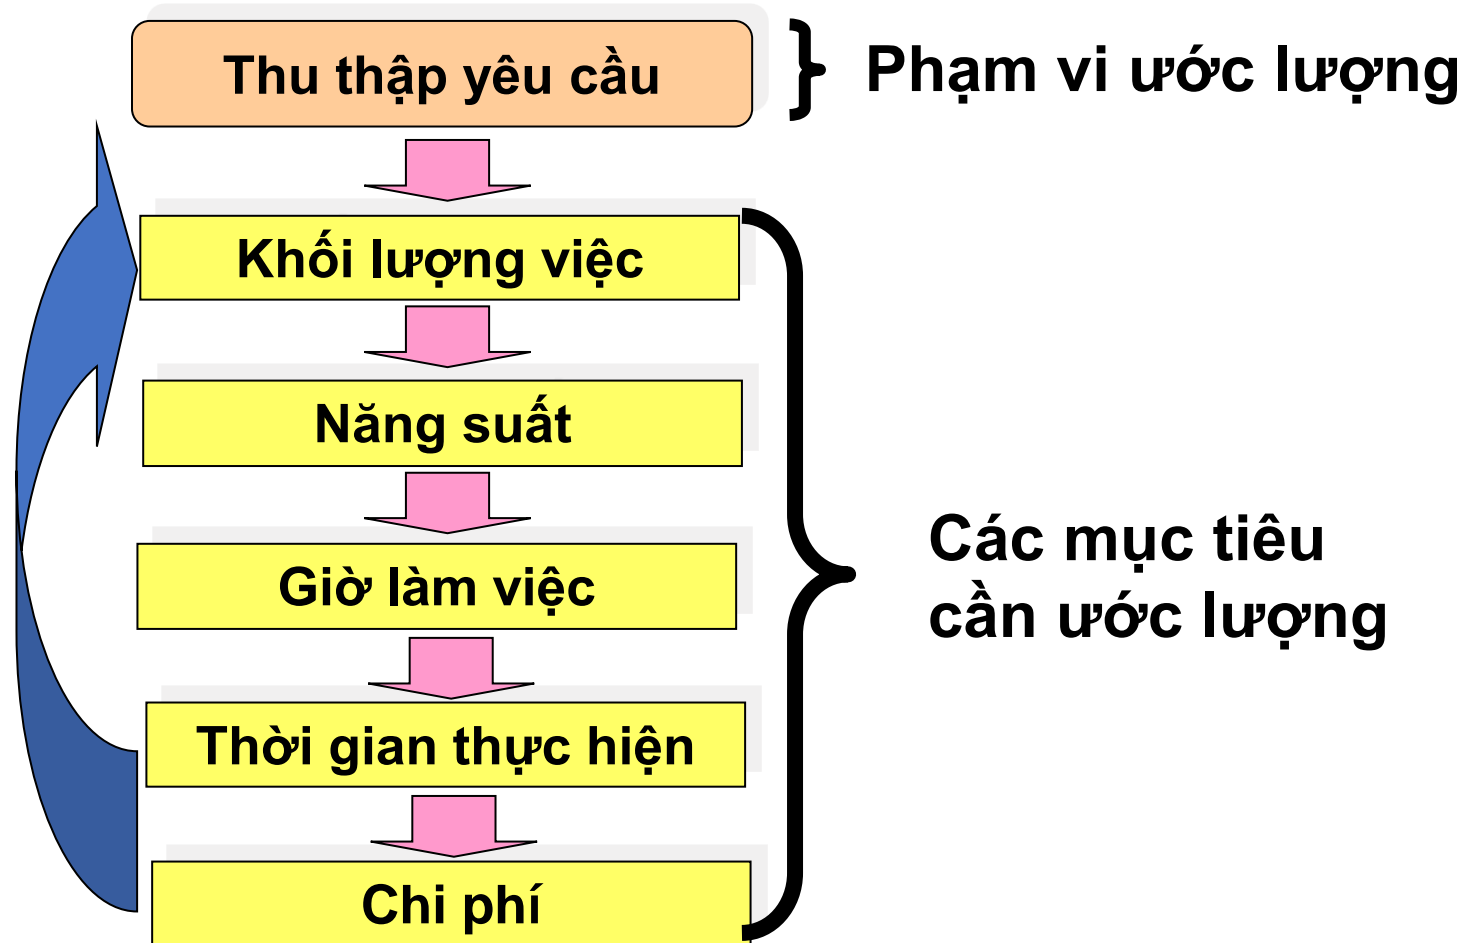 Thu thập yêu cầu
Phạm vi ước lượng
Khối lượng việc
Năng suất
Giờ làm việc
Các mục tiêu
cần ước lượng
Thời gian thực hiện
Chi phí